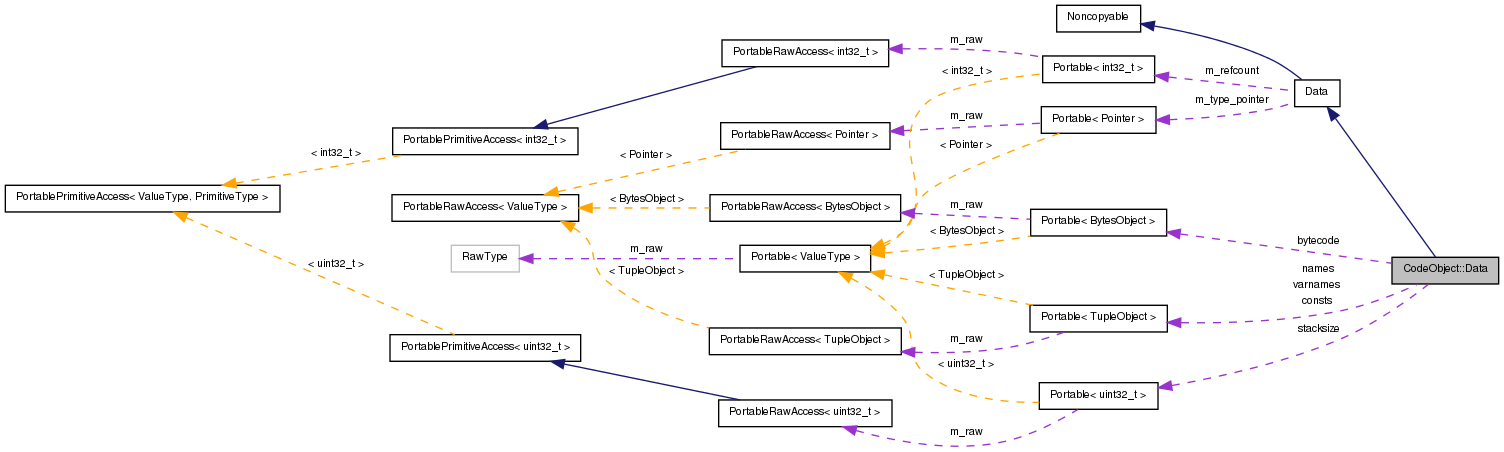 Noncopyable
m_raw
PortableRawAccess< int32_t >
< int32_t >
Portable< int32_t >
m_refcount
Data
m_type_pointer
m_raw
Portable< Pointer >
PortableRawAccess< Pointer >
PortablePrimitiveAccess< int32_t >
< int32_t >
< Pointer >
< Pointer >
PortablePrimitiveAccess< ValueType, PrimitiveType >
PortableRawAccess< ValueType >
< BytesObject >
PortableRawAccess< BytesObject >
m_raw
Portable< BytesObject >
< BytesObject >
bytecode
RawType
m_raw
Portable< ValueType >
< uint32_t >
< TupleObject >
< TupleObject >
names
varnames
consts
CodeObject::Data
Portable< TupleObject >
stacksize
PortablePrimitiveAccess< uint32_t >
PortableRawAccess< TupleObject >
m_raw
< uint32_t >
Portable< uint32_t >
PortableRawAccess< uint32_t >
m_raw